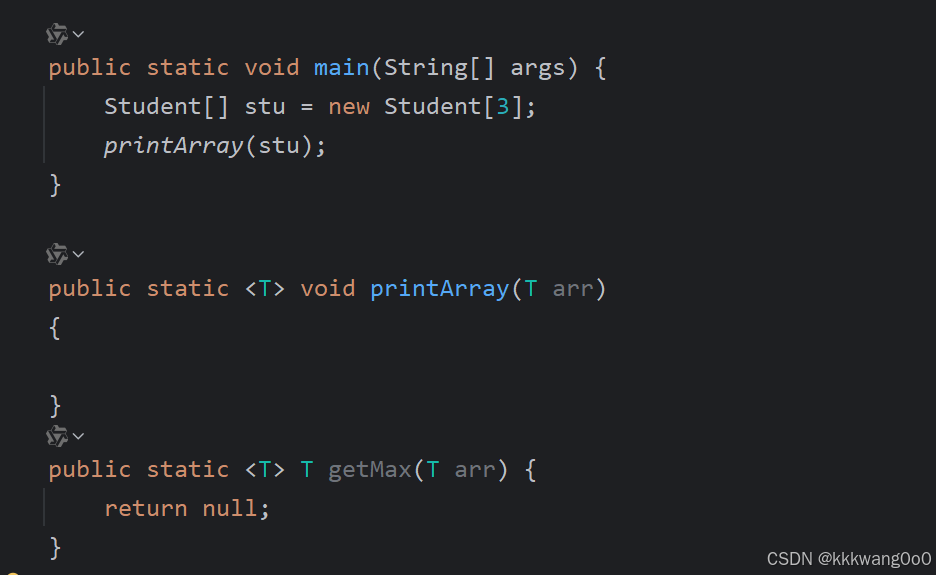 public static void main(String[] args) {
    Student[] stu = new Student[3];
    printArray(stu);
}
public static <T> void printArray(T arr)
{
}
public static <T> T getMax(T arr) {
    return null;
}
CSDN @kkkwang0o0